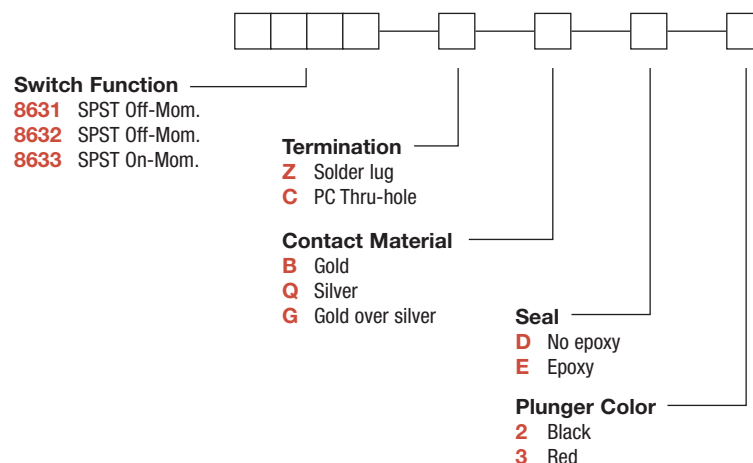 Switch Function
8631 SPST Off-Mom.
8632 SPST Off-Mom.
8633 SPST On-Mom.
Termination
Z Solder lug
C PC Thru-hole
Contact Material
B Gold
Q Silver
G Gold over silver
Seal
D No epoxy
E Epoxy
Plunger Color
2 Black
3 Red